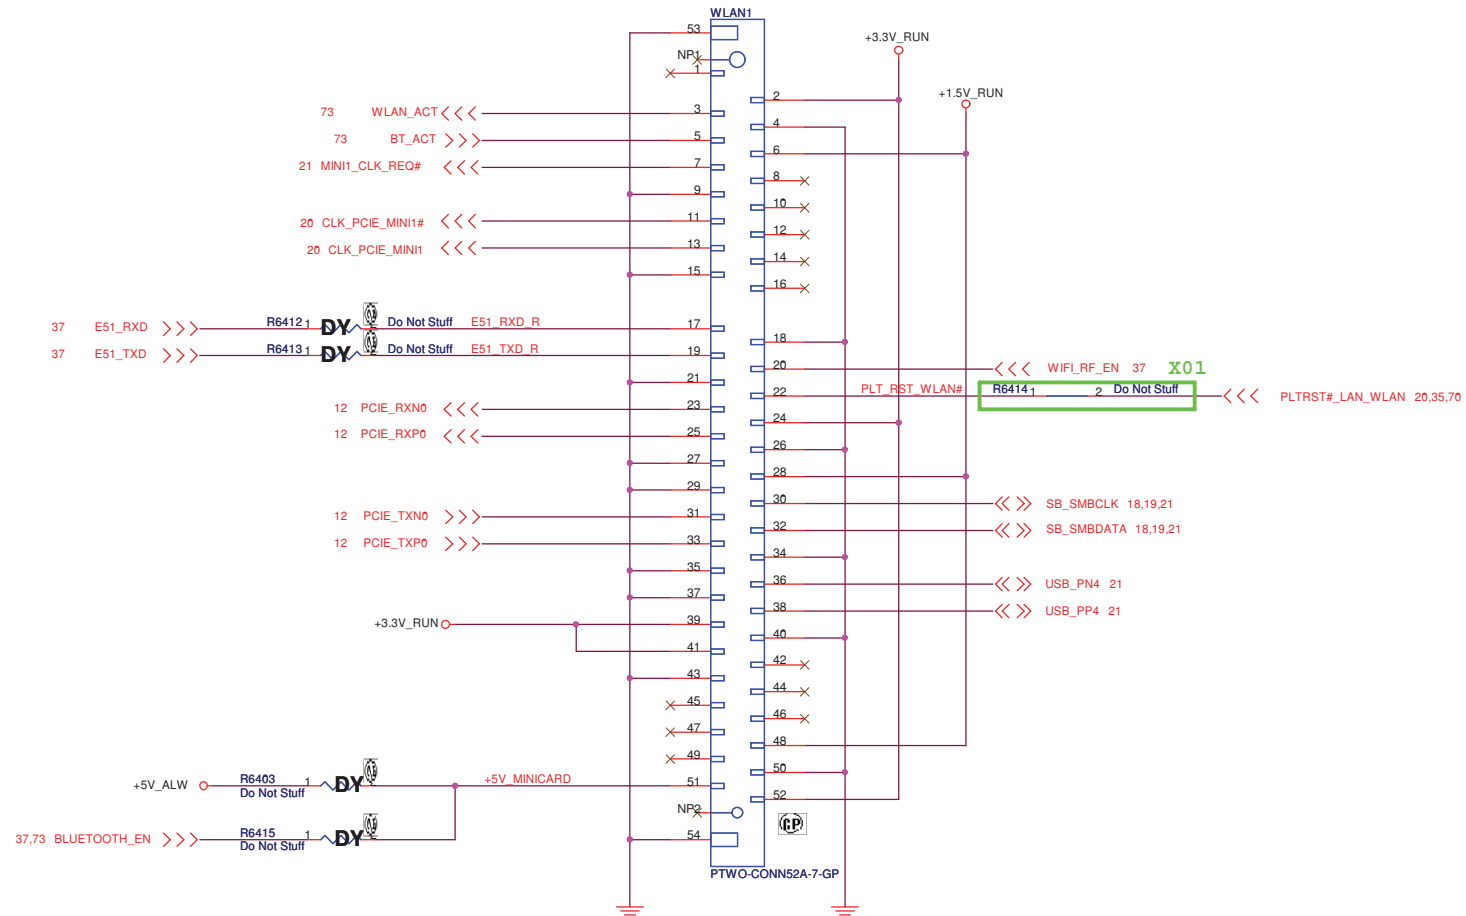 WLAN1
53
+3.3V_RUN
NP1
1
+1.5V_RUN
2
73 WLAN_ACT 3
4
73 BT_ACT 5
6
21 MINI1_CLK_REQ# 7
8
9
10
20 CLK_PCIE_MINI1# 11
12
20 CLK_PCIE_MINI1 13
14
15
16
37 E51_RXD R6412 1 DY Do Not Stuff E51_RXD_R 17
18
37 E51_TXD R6413 1 DY Do Not Stuff E51_TXD_R 19
20 WIFI_RF_EN 37 X01
21
22 PLT_RST_WLAN# R6414 1 2 Do Not Stuff PLTRST#_LAN_WLAN 20,35,70
12 PCIE_RXN0 23
24
12 PCIE_RXP0 25
26
27
28
29
30 SB_SMBCLK 18,19,21
12 PCIE_TXN0 31
32 SB_SMBDATA 18,19,21
12 PCIE_TXP0 33
34
35
36 USB_PN4 21
37
38 USB_PP4 21
+3.3V_RUN 39
40
41
42
43
44
45
46
47
48
49
50
+5V_ALW R6403 1 DY +5V_MINICARD 51
Do Not Stuff
52
NP2
GP
37,73 BLUETOOTH_EN R6415 1 DY 54
Do Not Stuff
PTWO-CONN52A-7-GP